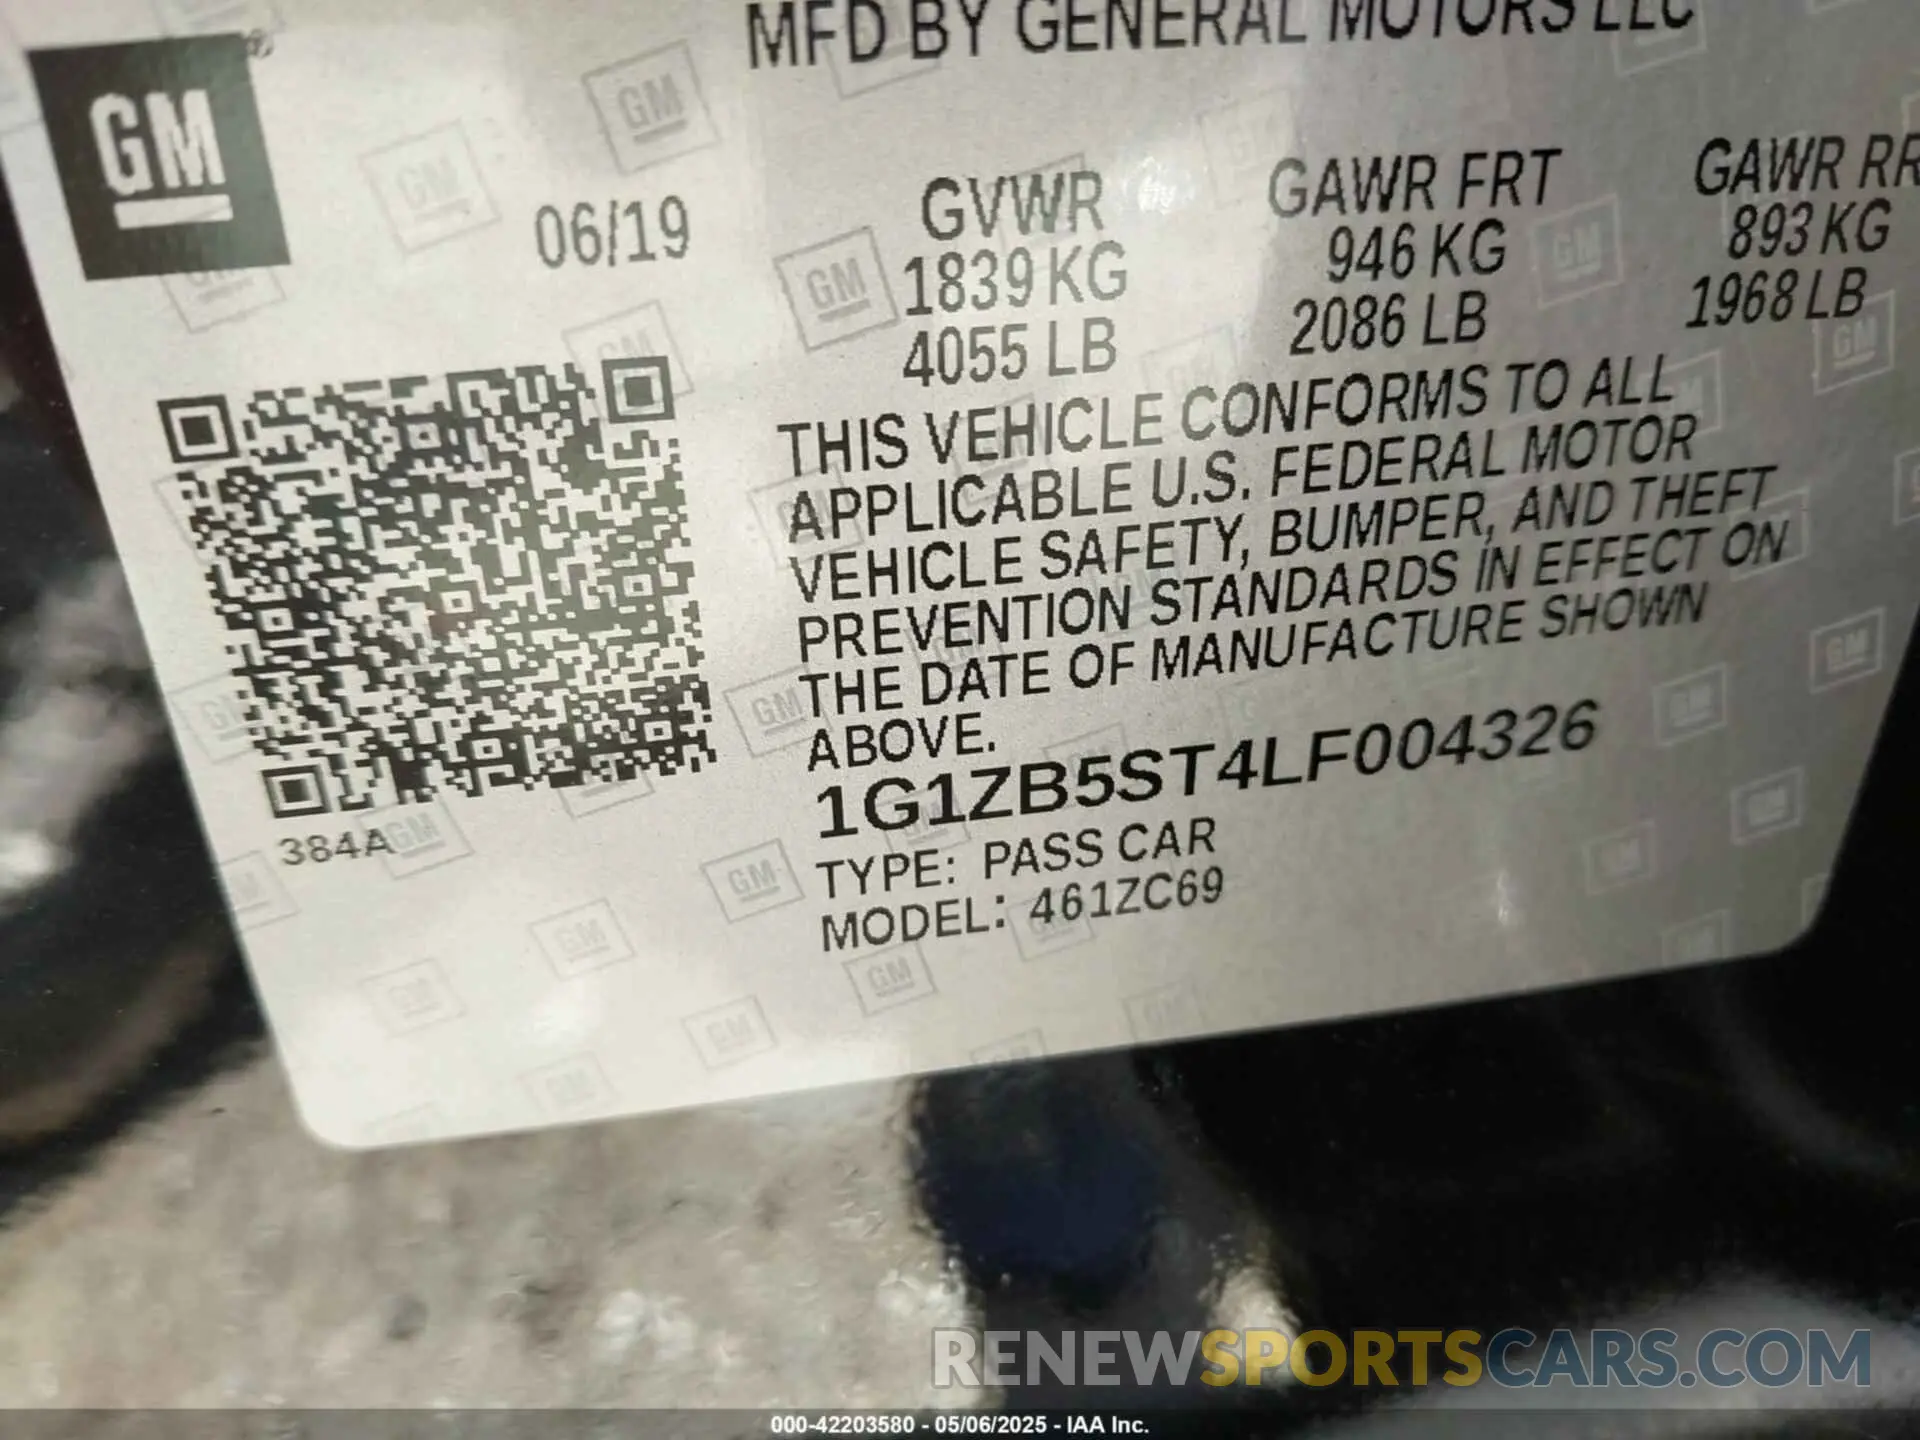 MFD BY GENERAL MOTORS LLC
GM
06/19
GVWR
1839 KG
4055 LB
GAWR FRT
946 KG
2086 LB
GAWR RR
893 KG
1968 LB
THIS VEHICLE CONFORMS TO ALL
APPLICABLE U.S. FEDERAL MOTOR
VEHICLE SAFETY, BUMPER, AND THEFT
PREVENTION STANDARDS IN EFFECT ON
THE DATE OF MANUFACTURE SHOWN
ABOVE.
1G1ZB5ST4LF004326
384A
TYPE: PASS CAR
MODEL: 461ZC69
RENEWSPORTSCARS.COM
000-42203580 - 05/06/2025 - IAA Inc.